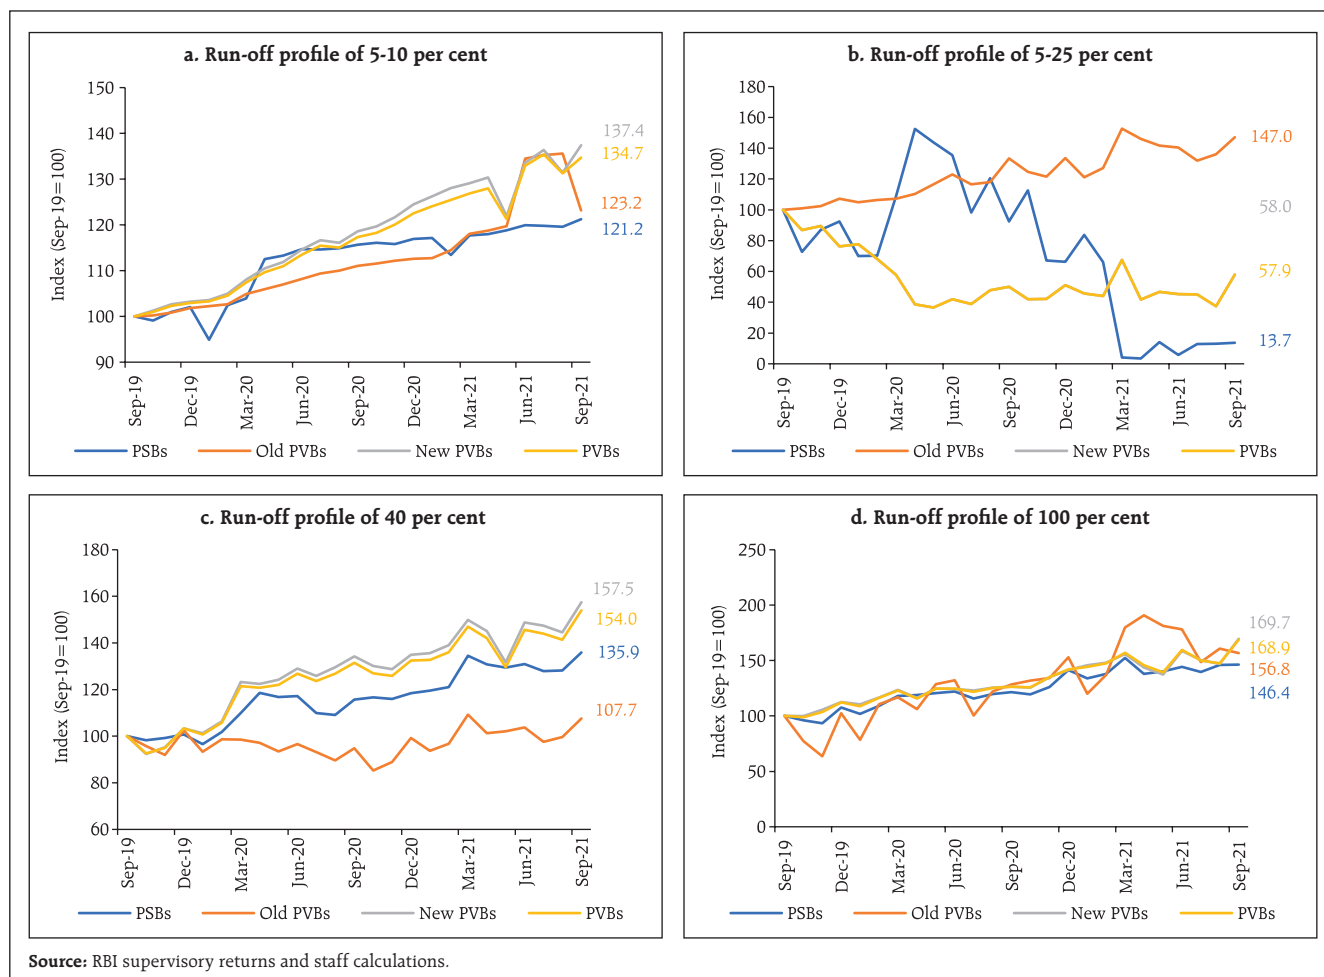 a. Run-off profile of 5-10 per cent
Index (Sep-19=100)
150
140
130
120
110
100
90
137.4
134.7
123.2
121.2
Sep-19
Dec-19
Mar-20
Jun-20
Sep-20
Dec-20
Mar-21
Jun-21
Sep-21
PSBs
Old PVBs
New PVBs
PVBs
b. Run-off profile of 5-25 per cent
Index (Sep-19=100)
180
160
140
120
100
80
60
40
20
0
147.0
58.0
57.9
13.7
Sep-19
Dec-19
Mar-20
Jun-20
Sep-20
Dec-20
Mar-21
Jun-21
Sep-21
PSBs
Old PVBs
New PVBs
PVBs
c. Run-off profile of 40 per cent
Index (Sep-19=100)
180
160
140
120
100
80
60
157.5
154.0
135.9
107.7
Sep-19
Dec-19
Mar-20
Jun-20
Sep-20
Dec-20
Mar-21
Jun-21
Sep-21
PSBs
Old PVBs
New PVBs
PVBs
d. Run-off profile of 100 per cent
Index (Sep-19=100)
250
200
150
100
50
0
169.7
168.9
156.8
146.4
Sep-19
Dec-19
Mar-20
Jun-20
Sep-20
Dec-20
Mar-21
Jun-21
Sep-21
PSBs
Old PVBs
New PVBs
PVBs
Source: RBI supervisory returns and staff calculations.